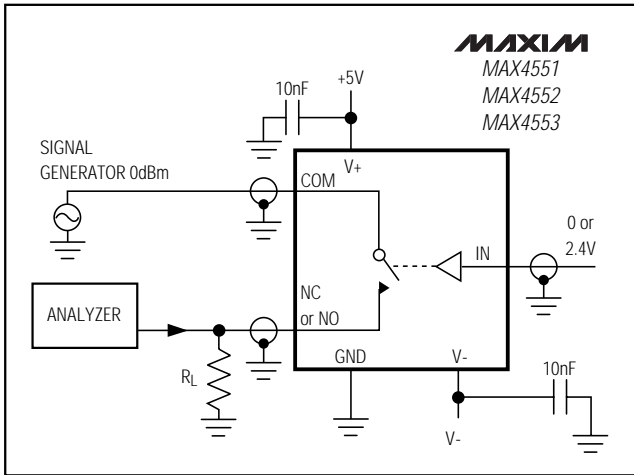 MAXIM
MAX4551
MAX4552
MAX4553
10nF
+5V
SIGNAL
GENERATOR 0dBm
V+
COM
0 or
2.4V
IN
NC
or NO
ANALYZER
GND
V-
10nF
RL
V-